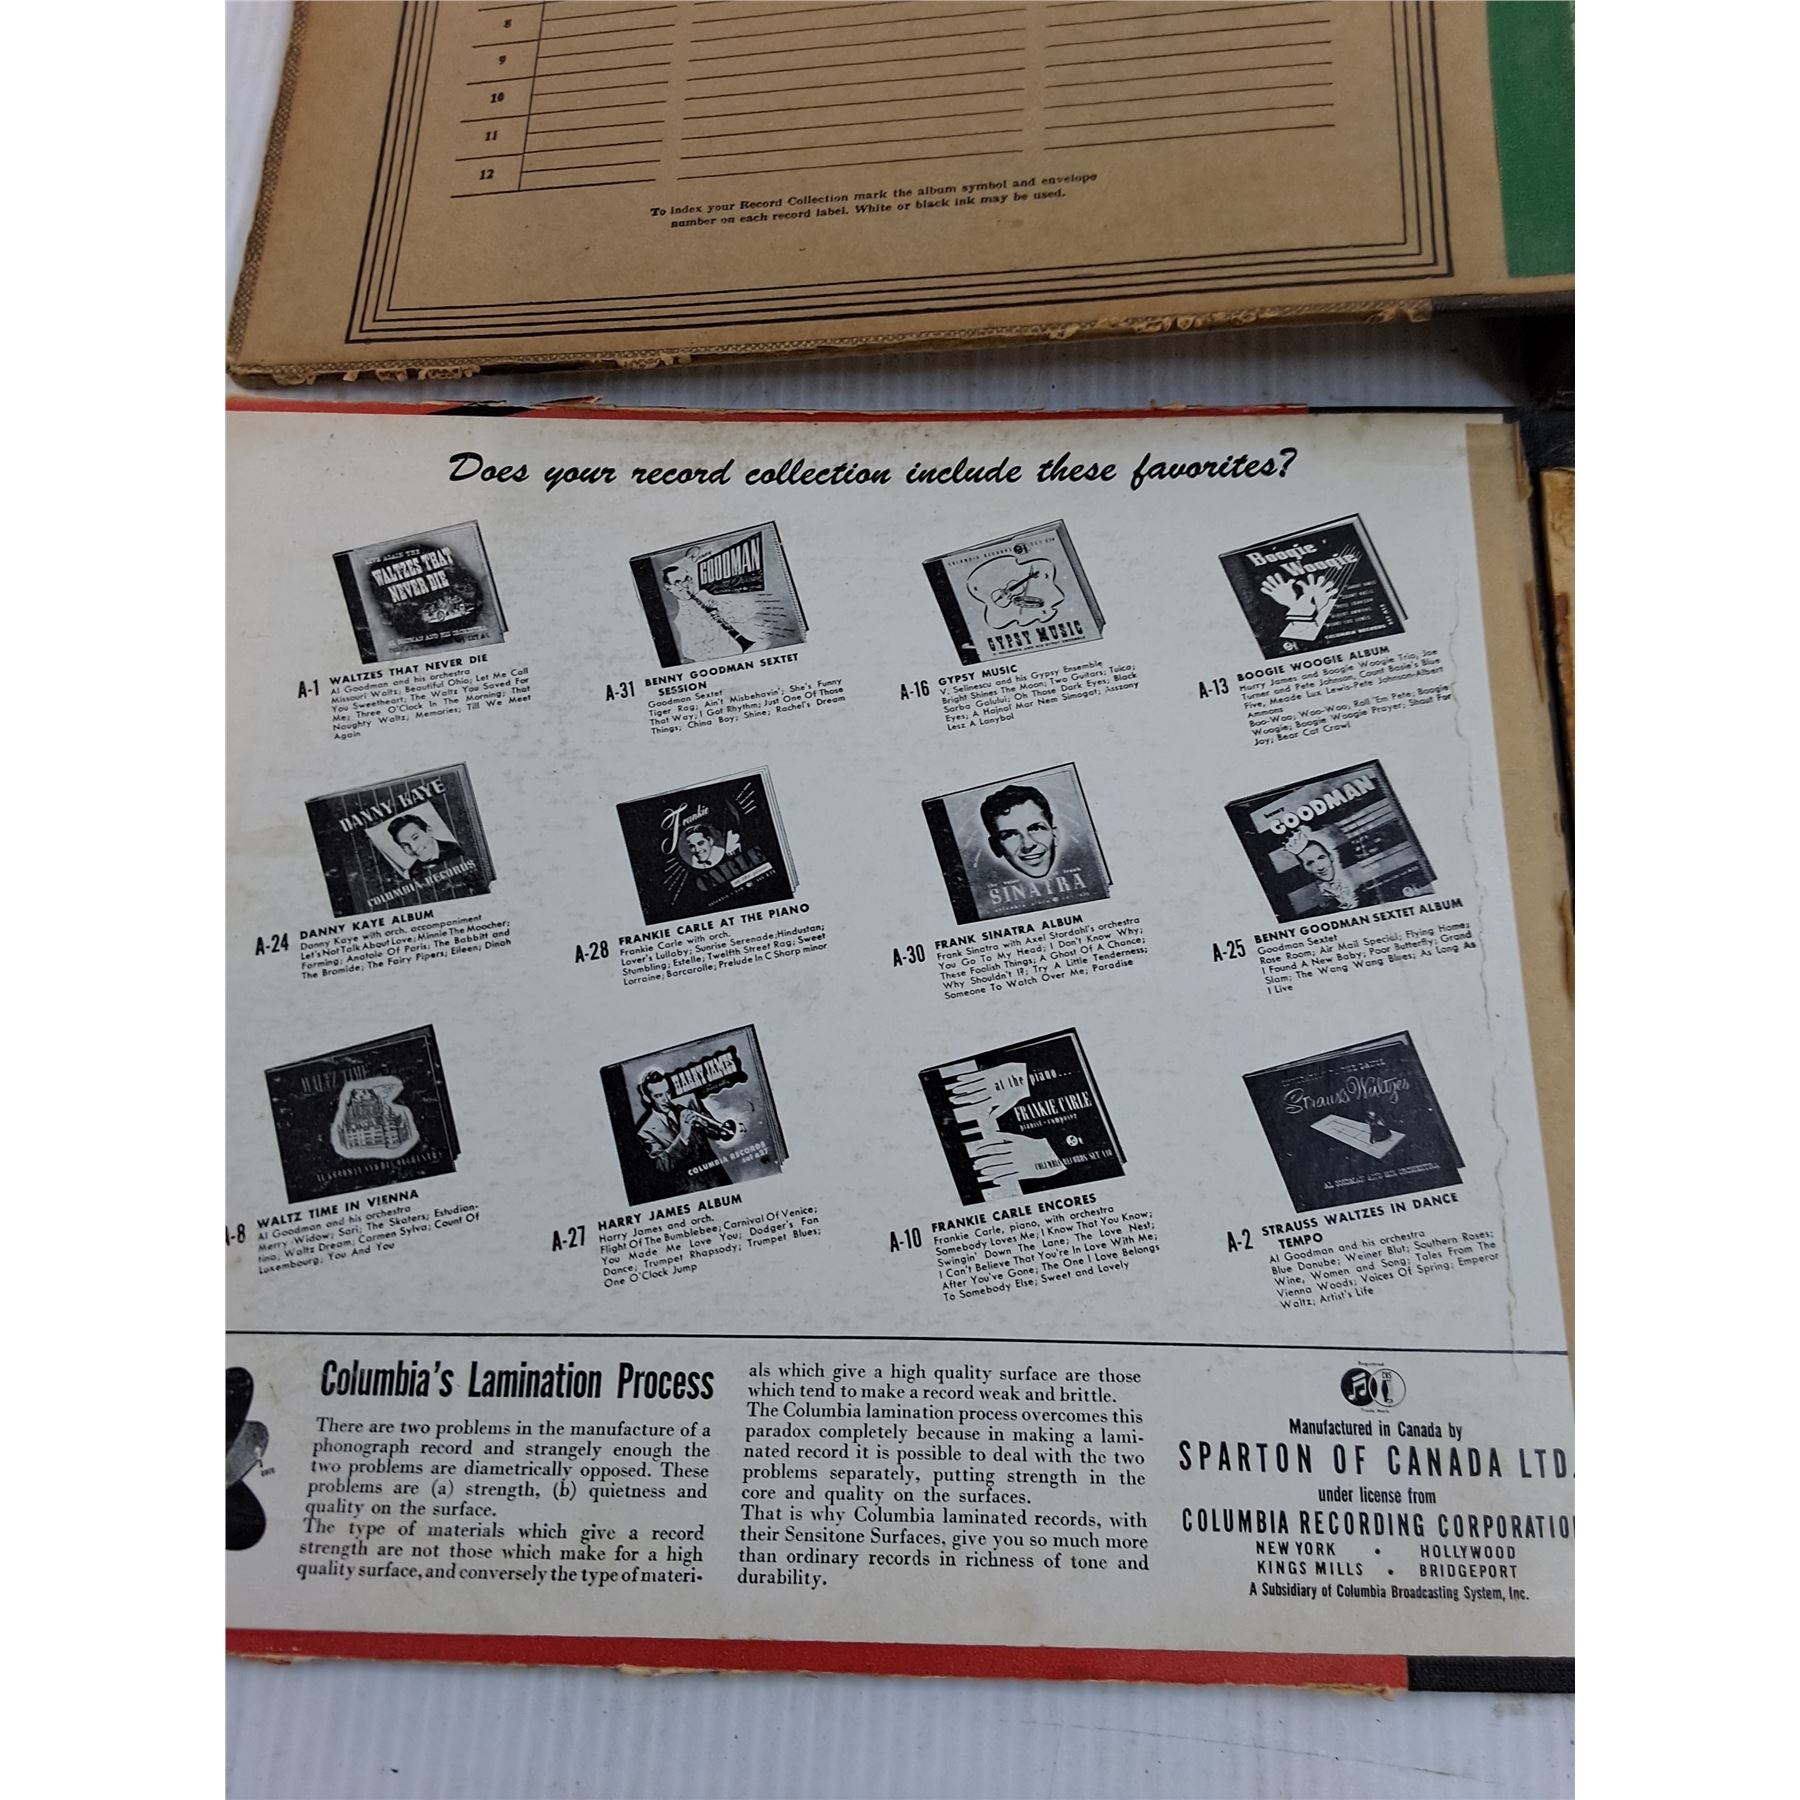 8
9
10
11
12
To index your Record Collection mark the album symbol and envelope
number on each record label. White or black ink may be used.
Does your record collection include these favorites?
WALTZES THAT
NEVER DIE
GOODMAN
GYPSY MUSIC
Boogie
Woogie
A-1 WALTZES THAT NEVER DIE
Al Goodman and his orchestra
Missouri Waltz; Beautiful Ohio; Let Me Call
You Sweetheart; The Waltz You Saved For
Me; Three O'Clock In The Morning; That
Naughty Waltz; Memories; Till We Meet
Again
A-31 BENNY GOODMAN SEXTET
SESSION
Goodman Sextet
Tiger Rag; Ain't Misbehavin'; She's Funny
That Way; I Got Rhythm; Just One Of Those
Things; China Boy; Shine; Rachel's Dream
A-16 GYPSY MUSIC
V. Selinescu and his Gypsy Ensemble
Bright Shines The Moon; Two Guitars; Tuica;
Sarba Galului; Oh Those Dark Eyes; Black
Eyes; A Hajnol Mar Nem Simogat; Asszony
Lesz A Lanybol
A-13 BOOGIE WOOGIE ALBUM
Harry James and Boogie Woogie Trio; Joe
Turner and Pete Johnson, Count Basie's Blue
Five, Meade Lux Lewis-Pete Johnson-Albert
Ammons
Boo-Woo; Woo-Woo; Roll 'Em Pete; Boogie
Woogie; Boogie Woogie Prayer; Shout For
Joy; Bear Cat Crawl
DANNY KAYE
COLUMBIA RECORDS
Frankie
CARLE
SINATRA
GOODMAN
A-24 DANNY KAYE ALBUM
Danny Kaye with orch. accompaniment
Let's Not Talk About Love; Minnie The Moocher;
Farming; Anatole Of Paris; The Babbitt and
The Bromide; The Fairy Pipers; Eileen; Dinah
A-28 FRANKIE CARLE AT THE PIANO
Frankie Carle with orch.
Lover's Lullaby; Sunrise Serenade; Hindustan;
Stumbling; Estelle; Twelfth Street Rag; Sweet
Lorraine; Barcarolle; Prelude In C Sharp minor
A-30 FRANK SINATRA ALBUM
Frank Sinatra with Axel Stordahl's orchestra
You Go To My Head; I Don't Know Why;
These Foolish Things; A Ghost Of A Chance;
Why Shouldn't I?; Try A Little Tenderness;
Someone To Watch Over Me; Paradise
A-25 BENNY GOODMAN SEXTET ALBUM
Goodman Sextet
Rose Room; Air Mail Special; Flying Home;
I Found A New Baby; Poor Butterfly; Grand
Slam; The Wang Wang Blues; As Long As
I Live
WALTZ TIME
HARRY JAMES
COLUMBIA RECORDS
at the piano...
FRANKIE CARLE
pianist-composer
Strauss Waltzes
AL GOODMAN AND HIS ORCHESTRA
-8 WALTZ TIME IN VIENNA
Al Goodman and his orchestra
Merry Widow; Sari; The Skaters; Estudian-
tina; Waltz Dream; Carmen Sylva; Count Of
Luxembourg; You And You
A-27 HARRY JAMES ALBUM
Harry James and orch.
Flight Of The Bumblebee; Carnival Of Venice;
You Made Me Love You; Dodger's Fan
Dance; Trumpet Rhapsody; Trumpet Blues;
One O'Clock Jump
A-10 FRANKIE CARLE ENCORES
Frankie Carle, piano, with orchestra
Somebody Loves Me; I Know That You Know;
Swingin' Down The Lane; The Love Nest;
I Can't Believe That You're In Love With Me;
After You've Gone; The One I Love Belongs
To Somebody Else; Sweet and Lovely
A-2 STRAUSS WALTZES IN DANCE
TEMPO
Al Goodman and his orchestra
Blue Danube; Weiner Blut; Southern Roses;
Wine, Women and Song; Tales From The
Vienna Woods; Voices Of Spring; Emperor
Waltz; Artist's Life
Columbia's Lamination Process
There are two problems in the manufacture of a
phonograph record and strangely enough the
two problems are diametrically opposed. These
problems are (a) strength, (b) quietness and
quality on the surface.
The type of materials which give a record
strength are not those which make for a high
quality surface, and conversely the type of materi-
als which give a high quality surface are those
which tend to make a record weak and brittle.
The Columbia lamination process overcomes this
paradox completely because in making a lami-
nated record it is possible to deal with the two
problems separately, putting strength in the
core and quality on the surfaces.
That is why Columbia laminated records, with
their Sensitone Surfaces, give you so much more
than ordinary records in richness of tone and
durability.
Registered
CBS
Trade Mark
Manufactured in Canada by
SPARTON OF CANADA LTD.
under license from
COLUMBIA RECORDING CORPORATIO
NEW YORK • HOLLYWOOD
KINGS MILLS • BRIDGEPORT
A Subsidiary of Columbia Broadcasting System, Inc.